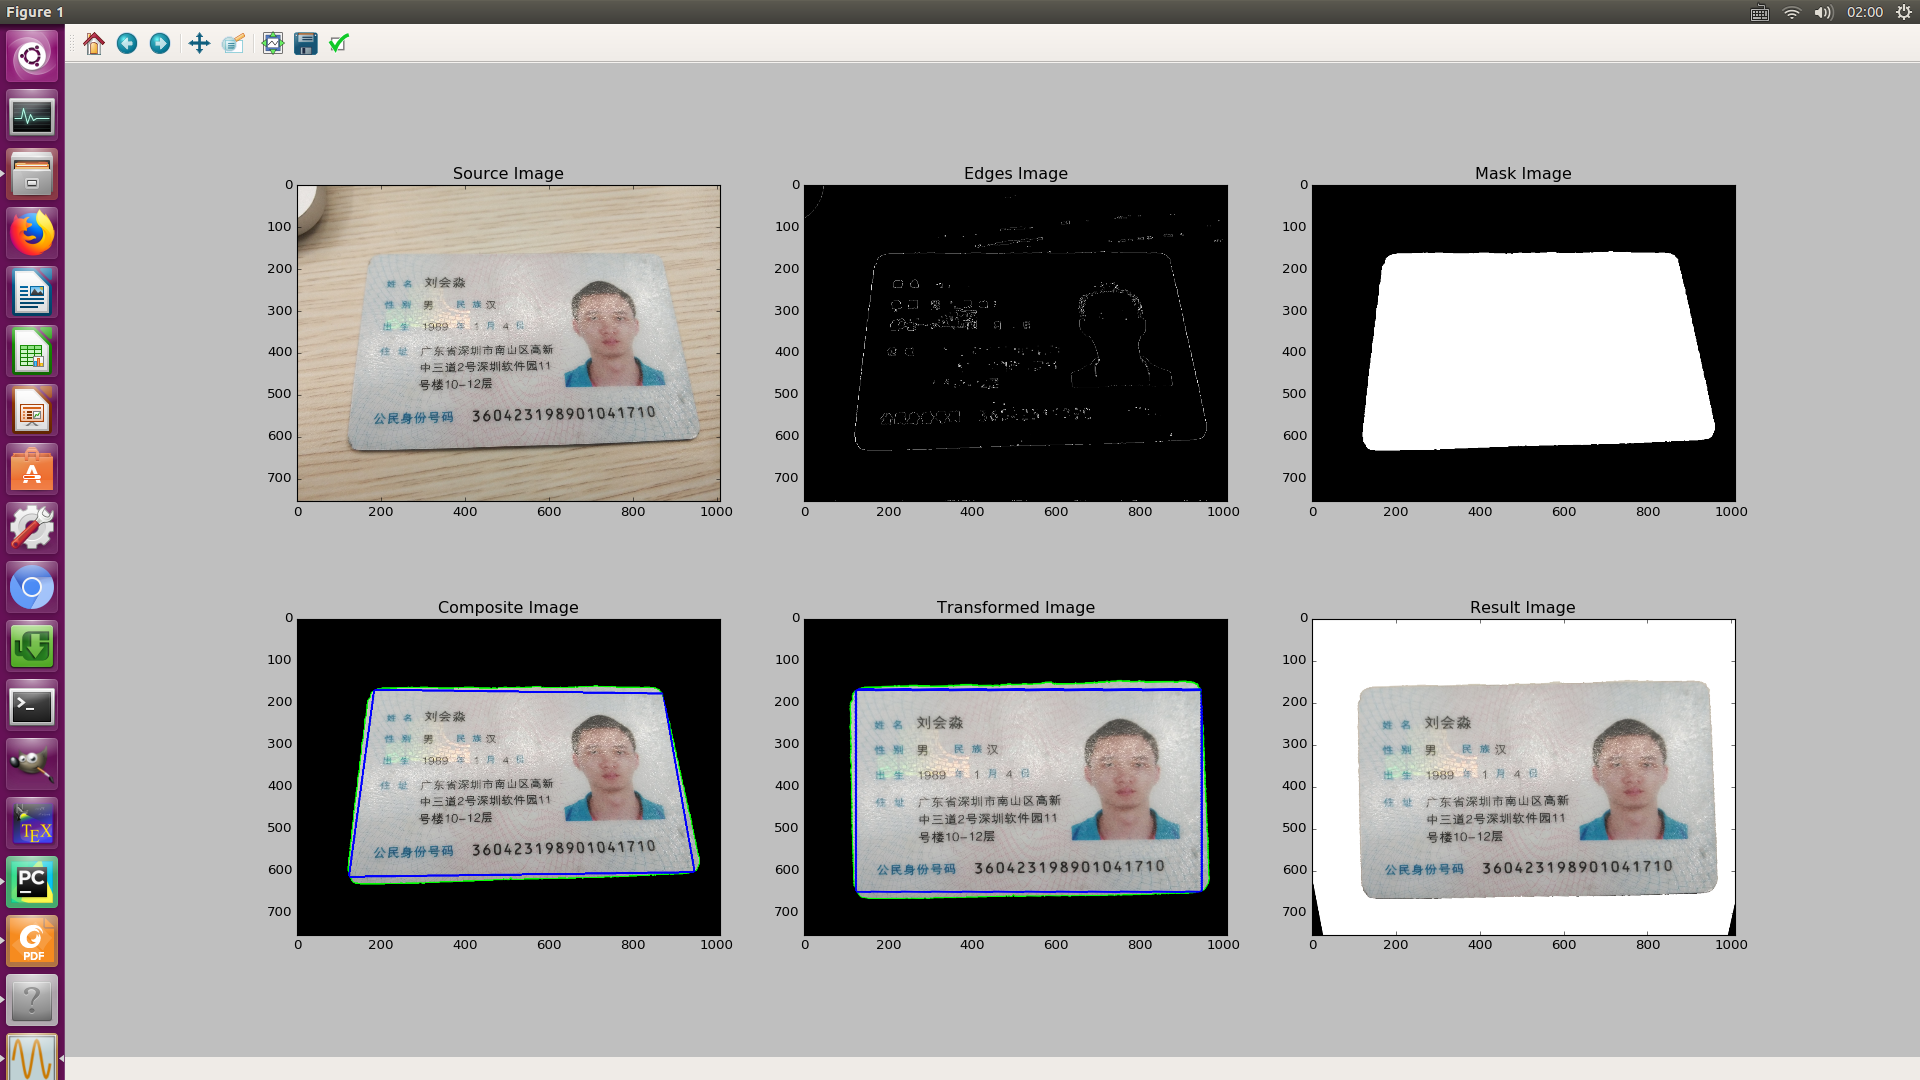 Figure 1
02:00
Source Image
0
100
200
300
400
500
600
700
0 200 400 600 800 1000
姓名 刘会淼
性别 男 民族 汉
出生 1989 年 1 月 4 日
住址 广东省深圳市南山区高新
中三道2号深圳软件园11
号楼10-12层
公民身份号码 360423198901041710
Edges Image
0
100
200
300
400
500
600
700
0 200 400 600 800 1000
Mask Image
0
100
200
300
400
500
600
700
0 200 400 600 800 1000
Composite Image
0
100
200
300
400
500
600
700
0 200 400 600 800 1000
姓名 刘会淼
性别 男 民族 汉
出生 1989 年 1 月 4 日
住址 广东省深圳市南山区高新
中三道2号深圳软件园11
号楼10-12层
公民身份号码 360423198901041710
Transformed Image
0
100
200
300
400
500
600
700
0 200 400 600 800 1000
姓名 刘会淼
性别 男 民族 汉
出生 1989 年 1 月 4 日
住址 广东省深圳市南山区高新
中三道2号深圳软件园11
号楼10-12层
公民身份号码 360423198901041710
Result Image
0
100
200
300
400
500
600
700
0 200 400 600 800 1000
姓名 刘会淼
性别 男 民族 汉
出生 1989 年 1 月 4 日
住址 广东省深圳市南山区高新
中三道2号深圳软件园11
号楼10-12层
公民身份号码 360423198901041710
TEX
PC
PDF